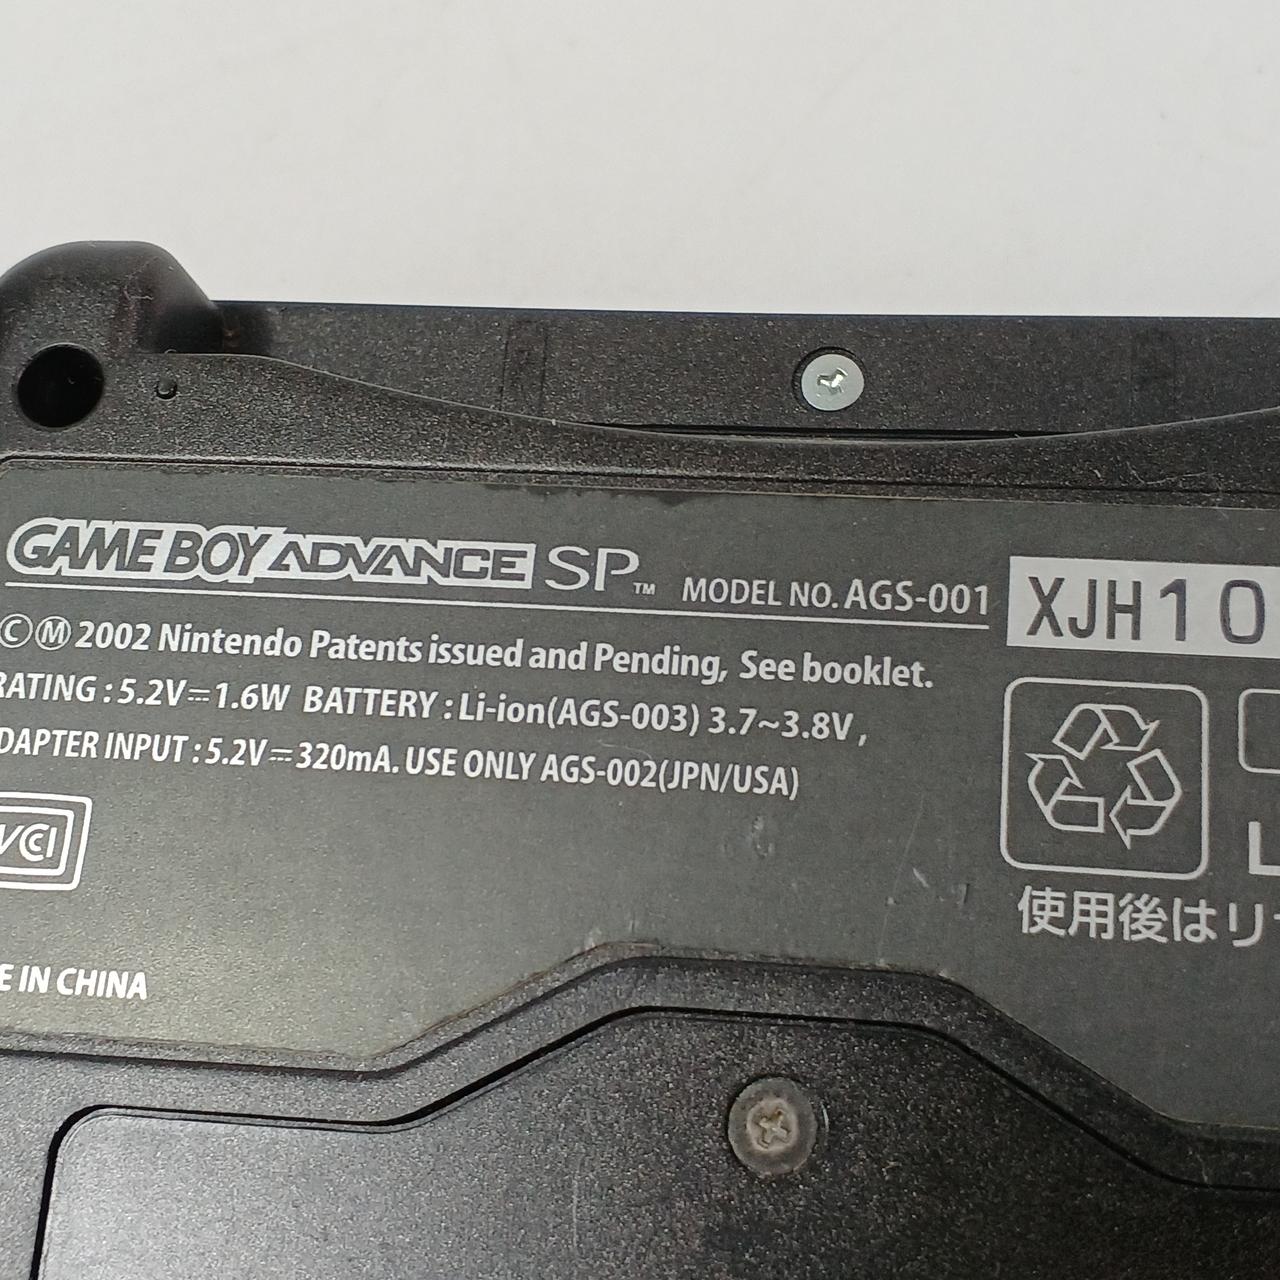 GAME BOY ADVANCE SP™ MODEL NO. AGS-001 XJH10
Ⓒ Ⓜ 2002 Nintendo Patents issued and Pending, See booklet.
RATING : 5.2V⎓1.6W BATTERY : Li-ion(AGS-003) 3.7~3.8V,
DAPTER INPUT : 5.2V⎓320mA. USE ONLY AGS-002(JPN/USA)
VCCI
L
使用後はリ
E IN CHINA